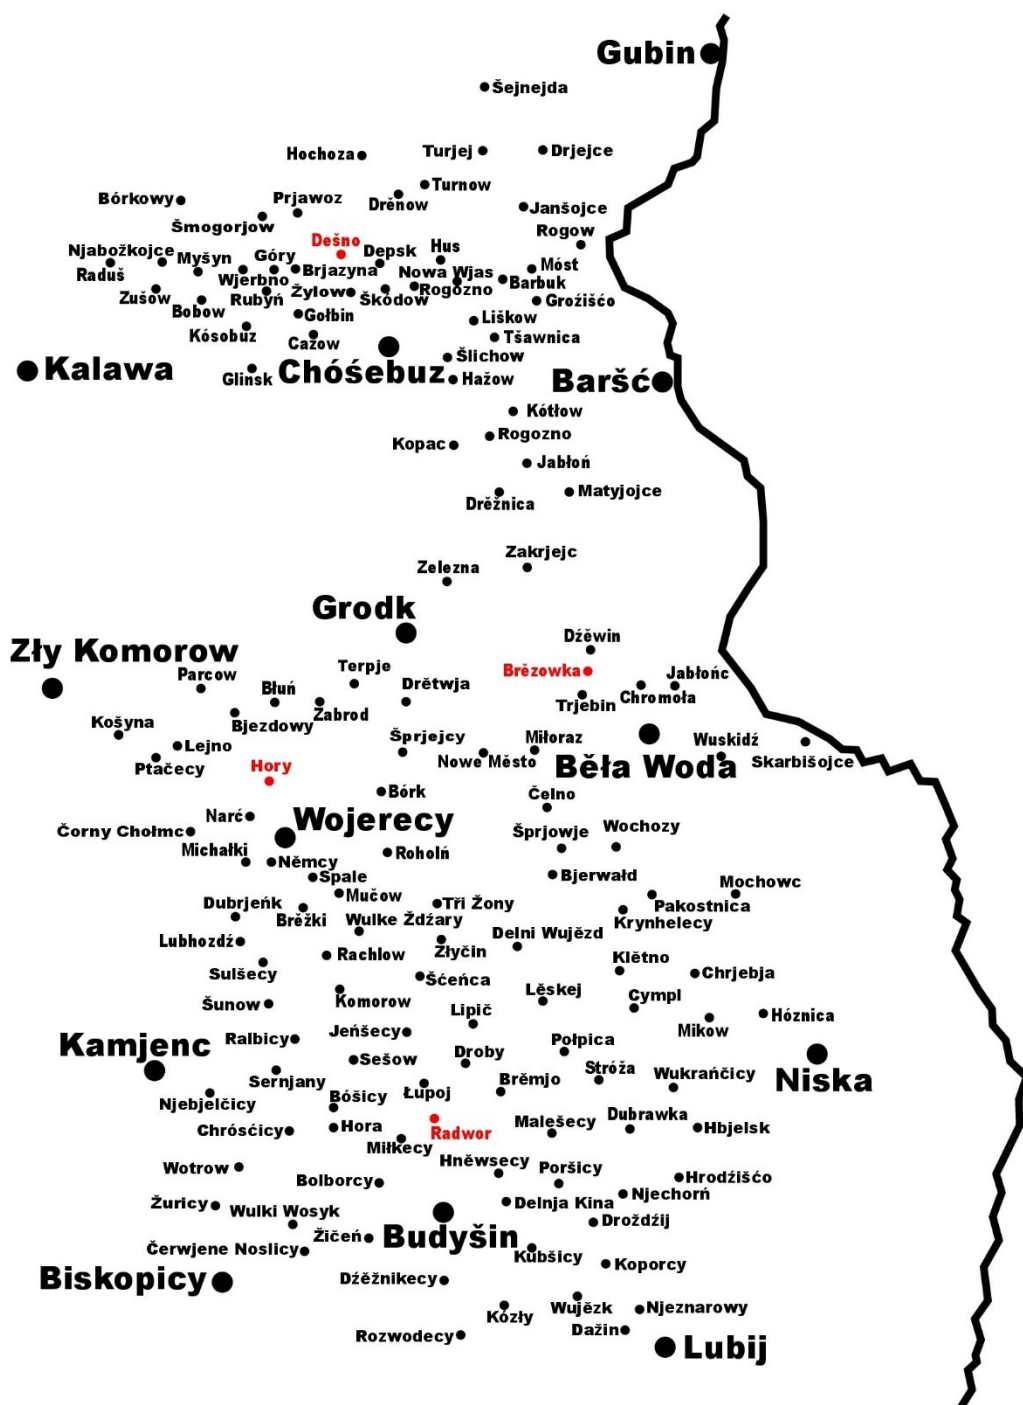 Gubin
Šejnejda
Hochoza
Turjej
Drjejce
Turnow
Prjawoz
Drěnow
Bórkowy
Janšojce
Šmogorjow
Rogow
Dešno
Depsk
Hus
Njabožkojce
Myšyn
Góry
Móst
Raduš
Brjazyna
Nowa Wjas
Wjerbno
Barbuk
Zušow
Rubyń
Žylow
Škódow
Rogozno
Groźišćo
Bobow
Gołbin
Liškow
Kósobuz
Cazow
Tšawnica
Šlichow
Kalawa
Glinsk
Chóśebuz
Hažow
Baršć
Kótłow
Rogozno
Kopac
Jabłoń
Matyjojce
Drěžnica
Zakrjejc
Zelezna
Grodk
Dźěwin
Zły Komorow
Terpje
Brězowka
Jabłońc
Parcow
Błuń
Drětwja
Chromoła
Trjebin
Zabrod
Košyna
Bjezdowy
Šprjejcy
Miłoraz
Wuskidź
Lejno
Nowe Město
Běła Woda
Skarbišojce
Ptačecy
Hory
Bórk
Čelno
Narć
Wojerecy
Čorny Chołmc
Šprjowje
Wochozy
Michałki
Němcy
Roholń
Spale
Bjerwałd
Mochowc
Dubrjeńk
Mučow
Tři Žony
Pakostnica
Brěžki
Wulke Ždźary
Krynhelecy
Lubhozdź
Delni Wujězd
Rachlow
Złyčin
Klětno
Sulšecy
Šćeńca
Chrjebja
Šunow
Komorow
Lěskej
Cympl
Lipič
Hóznica
Kamjenc
Ralbicy
Jeńšecy
Mikow
Sešow
Droby
Połpica
Niska
Sernjany
Stróža
Wukrańčicy
Njebjelčicy
Bóšicy
Łupoj
Brěmjo
Chrósćicy
Hora
Radwor
Malešecy
Dubrawka
Hbjelsk
Miłkecy
Wotrow
Hněwsecy
Poršicy
Hrodźišćo
Bolborcy
Njechorń
Žuricy
Delnja Kina
Wulki Wosyk
Budyšin
Droždźij
Žičeń
Čerwjene Noslicy
Kubšicy
Koporcy
Biskopicy
Dźěžnikecy
Wujězk
Njeznarowy
Kózły
Rozwodecy
Dažin
Lubij